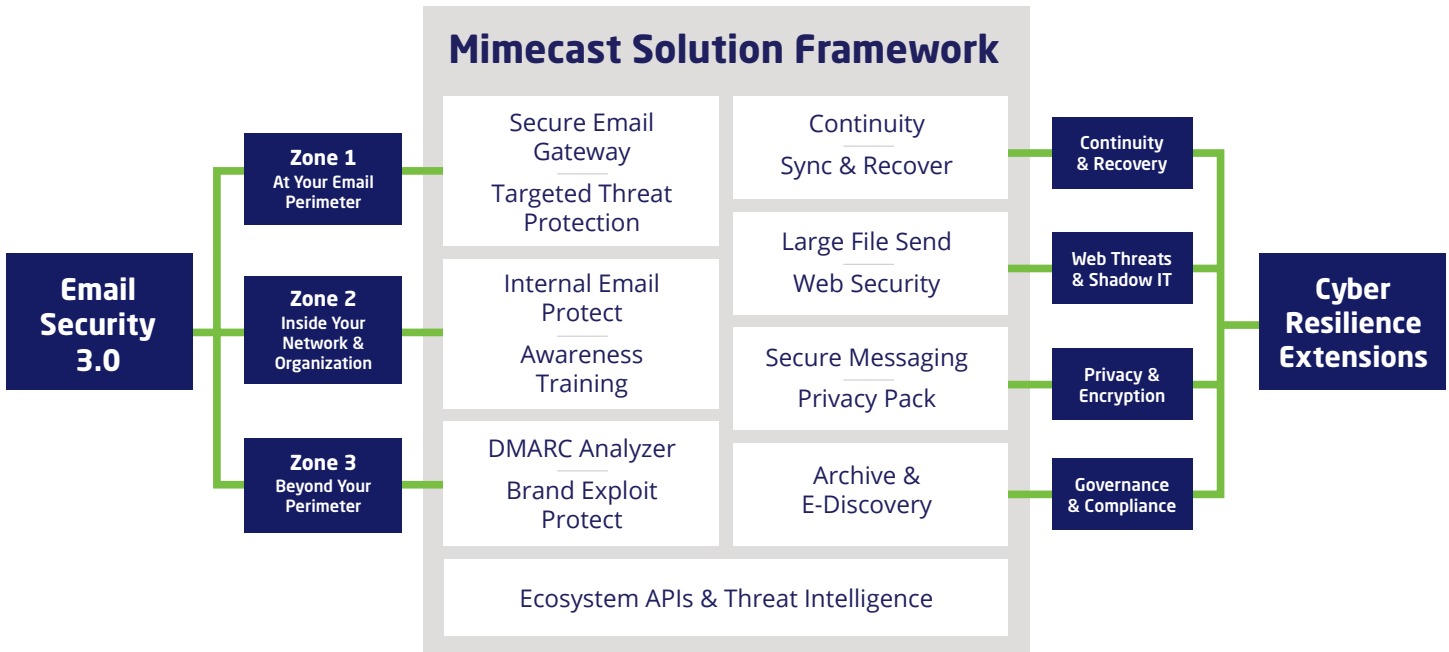 Mimecast Solution Framework
Email
Security
3.0
Zone 1
At Your Email
Perimeter
Zone 2
Inside Your
Network &
Organization
Zone 3
Beyond Your
Perimeter
Secure Email
Gateway
Targeted Threat
Protection
Internal Email
Protect
Awareness
Training
DMARC Analyzer
Brand Exploit
Protect
Continuity
Sync & Recover
Large File Send
Web Security
Secure Messaging
Privacy Pack
Archive &
E-Discovery
Ecosystem APIs & Threat Intelligence
Continuity
& Recovery
Web Threats
& Shadow IT
Privacy &
Encryption
Governance
& Compliance
Cyber
Resilience
Extensions